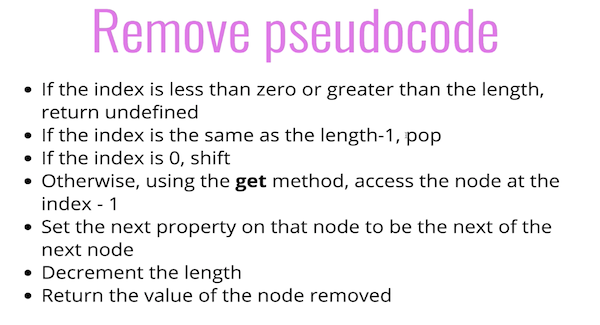 Remove pseudocode
• If the index is less than zero or greater than the length,
return undefined
• If the index is the same as the length-1, pop
• If the index is 0, shift
• Otherwise, using the get method, access the node at the
index - 1
• Set the next property on that node to be the next of the
next node
• Decrement the length
• Return the value of the node removed